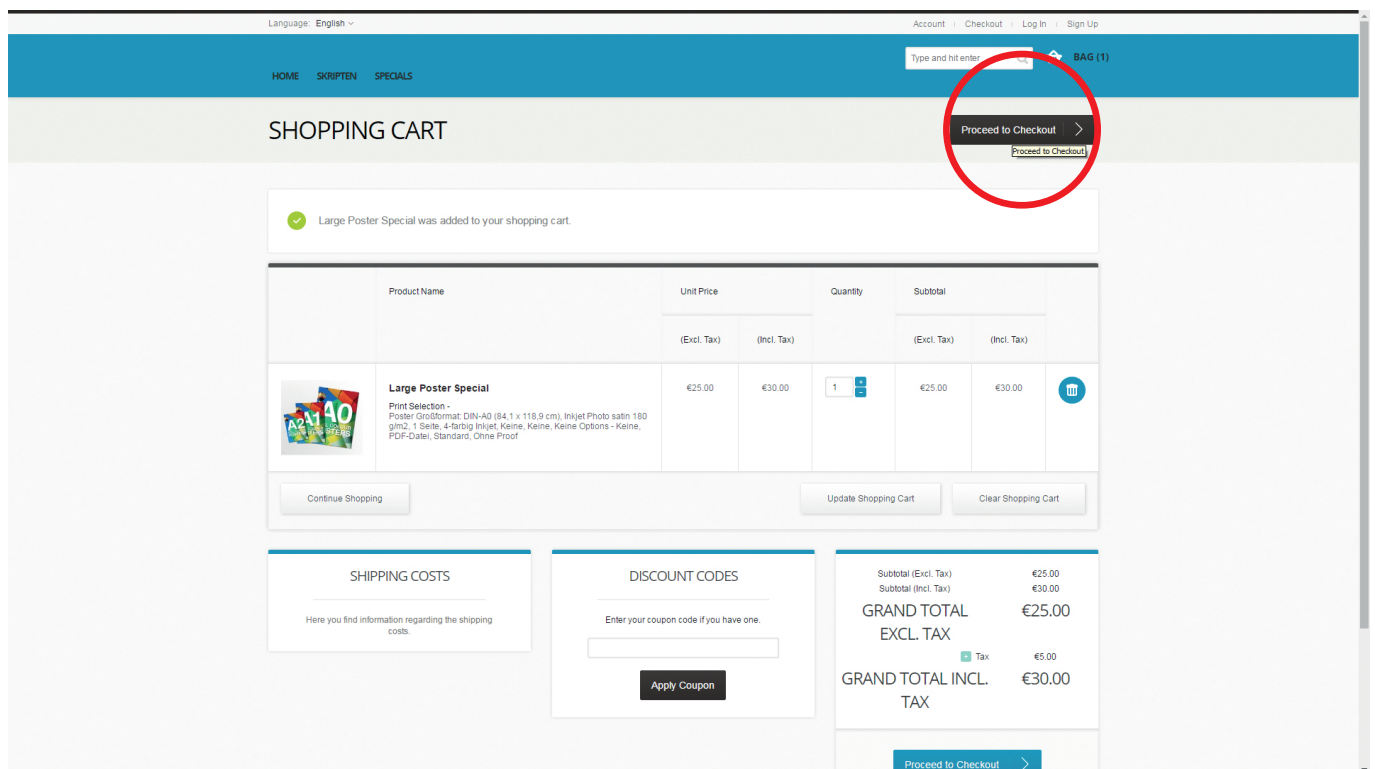 Language: English
Account Checkout Log In Sign Up
Type and hit enter
BAG (1)
HOME SKRIPTEN SPECIALS
SHOPPING CART
Proceed to Checkout
Proceed to Checkout
Large Poster Special was added to your shopping cart.
Product Name Unit Price Quantity Subtotal
(Excl. Tax) (Incl. Tax) (Excl. Tax) (Incl. Tax)
A2 A1 A0
Large Poster Special €25.00 €30.00 1 €25.00 €30.00
Print Selection -
Poster Großformat: DIN-A0 (84,1 x 118,9 cm), Inkjet Photo satin 180
g/m2, 1 Seite, 4-farbig Inkjet, Keine, Keine, Keine Options - Keine,
PDF-Datei, Standard, Ohne Proof
Continue Shopping Update Shopping Cart Clear Shopping Cart
SHIPPING COSTS
Here you find information regarding the shipping
costs.
DISCOUNT CODES
Enter your coupon code if you have one.
Apply Coupon
Subtotal (Excl. Tax) €25.00
Subtotal (Incl. Tax) €30.00
GRAND TOTAL €25.00
EXCL. TAX
+ Tax €5.00
GRAND TOTAL INCL. €30.00
TAX
Proceed to Checkout